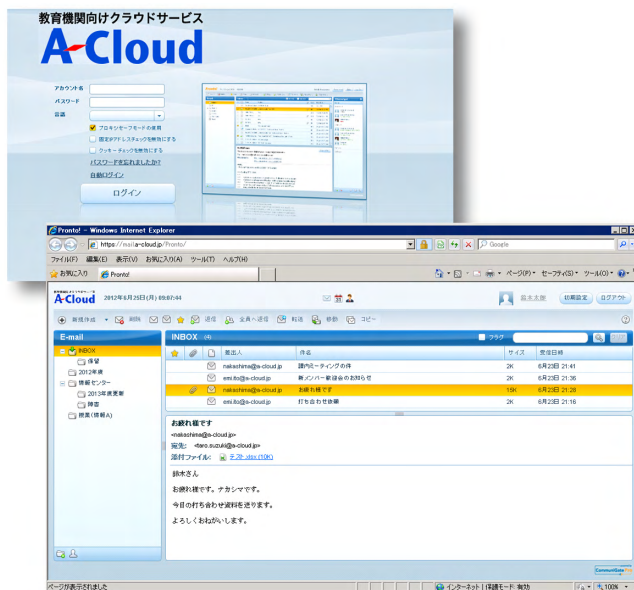 教育機関向けクラウドサービス
A-Cloud
アカウント名
パスワード
言語
プロキシセーフモードの使用
固定IPアドレスチェックを無効にする
クッキーチェックを無効にする
パスワードを忘れましたか?
自動ログイン
ログイン
Pronto! - Windows Internet Explorer
https://mail.a-cloud.jp/Pronto/
Google
ファイル(F) 編集(E) 表示(V) お気に入り(A) ツール(T) ヘルプ(H)
お気に入り Pronto!
ページ(P) セーフティ(S) ツール(O)
A-Cloud 2012年6月25日(月) 09:07:44
初期設定 ログアウト
新規作成 削除 返信 全員へ返信 転送 移動 コピー
E-mail
INBOX
保留
2012年度
情報センター
2013年度更新
障害
授業(情報A)
INBOX (4)
フラグ
差出人 件名 サイズ 受信日時
nakashima@a-cloud.jp 課内ミーティングの件 2K 6月23日 21:41
emi.ito@a-cloud.jp 新メンバー歓迎会のお知らせ 2K 6月23日 21:36
nakashima@a-cloud.jp お疲れ様です 15K 6月23日 21:28
emi.ito@a-cloud.jp 打ち合わせ依頼 2K 6月23日 21:16
お疲れ様です
<nakashima@a-cloud.jp>
宛先: <taro.suzuki@a-cloud.jp>
添付ファイル: テスト.xlsx (10K)
鈴木さん
お疲れ様です。ナカシマです。
今日の打ち合わせ資料を送ります。
よろしくおねがいします。
CommuniGate Pro
ページが表示されました
インターネット | 保護モード: 有効
100%